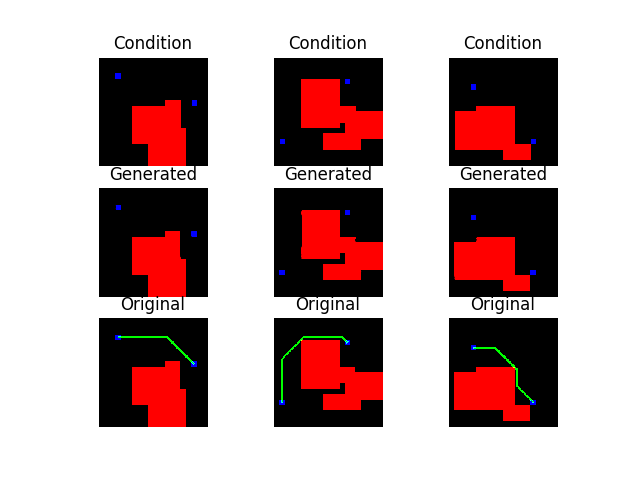 Condition Condition Condition
Generated Generated Generated
Original Original Original